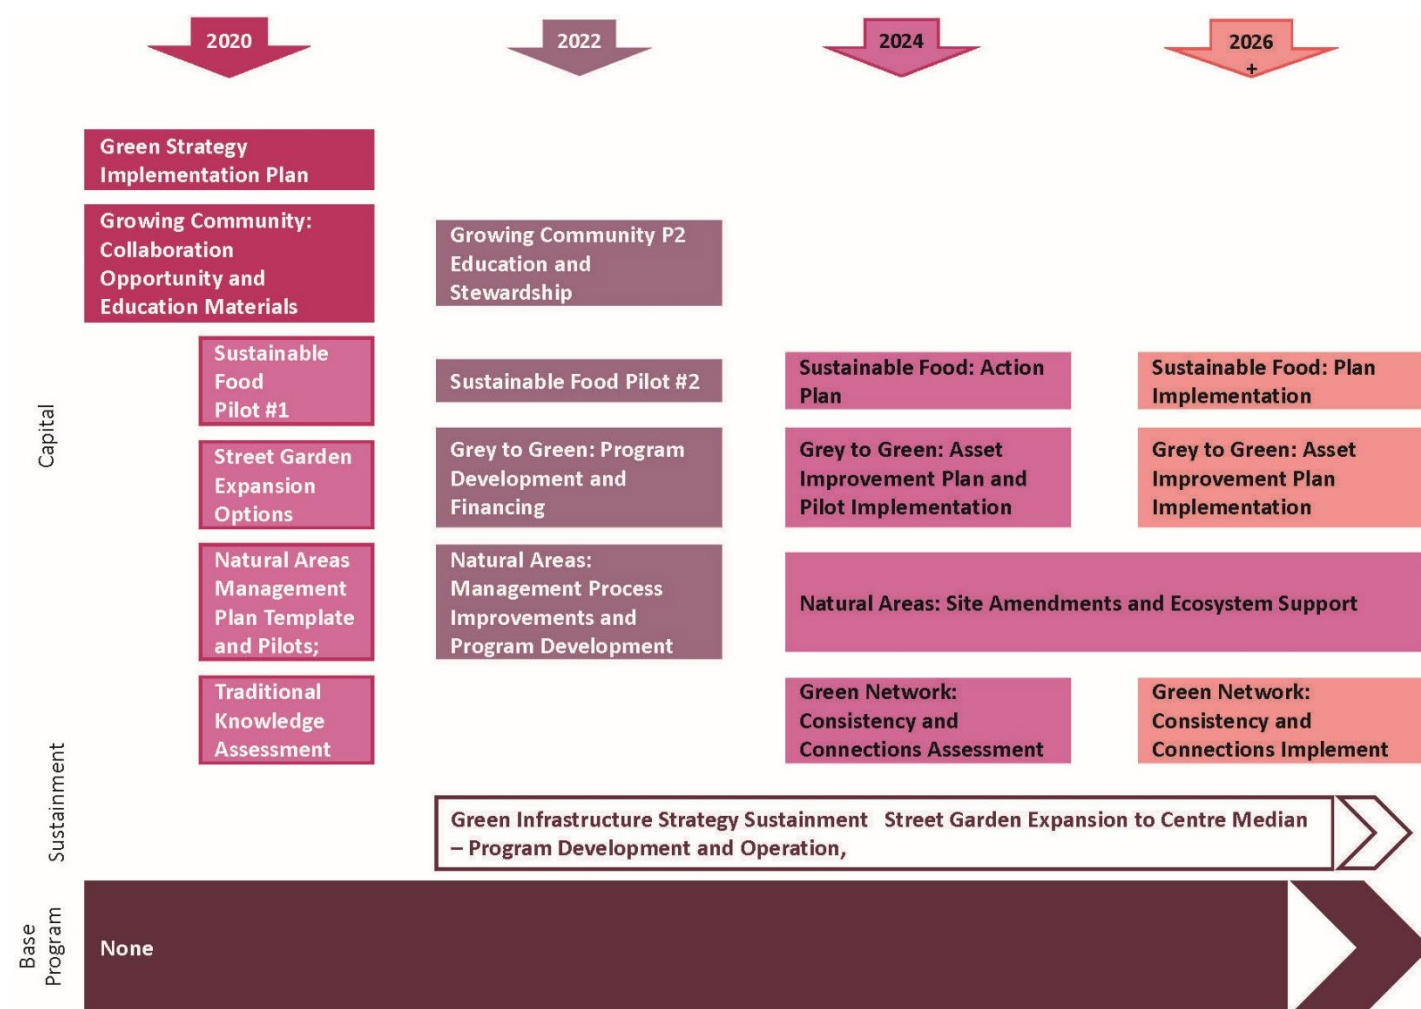 2020
2022
2024
2026
+
Green Strategy
Implementation Plan
Growing Community:
Collaboration
Opportunity and
Education Materials
Growing Community P2
Education and
Stewardship
Capital
Sustainable
Food
Pilot #1
Sustainable Food Pilot #2
Sustainable Food: Action
Plan
Sustainable Food: Plan
Implementation
Street Garden
Expansion
Options
Grey to Green: Program
Development and
Financing
Grey to Green: Asset
Improvement Plan and
Pilot Implementation
Grey to Green: Asset
Improvement Plan
Implementation
Natural Areas
Management
Plan Template
and Pilots;
Natural Areas:
Management Process
Improvements and
Program Development
Natural Areas: Site Amendments and Ecosystem Support
Traditional
Knowledge
Assessment
Green Network:
Consistency and
Connections Assessment
Green Network:
Consistency and
Connections Implement
Sustainment
Green Infrastructure Strategy Sustainment Street Garden Expansion to Centre Median
– Program Development and Operation,
Base
Program
None